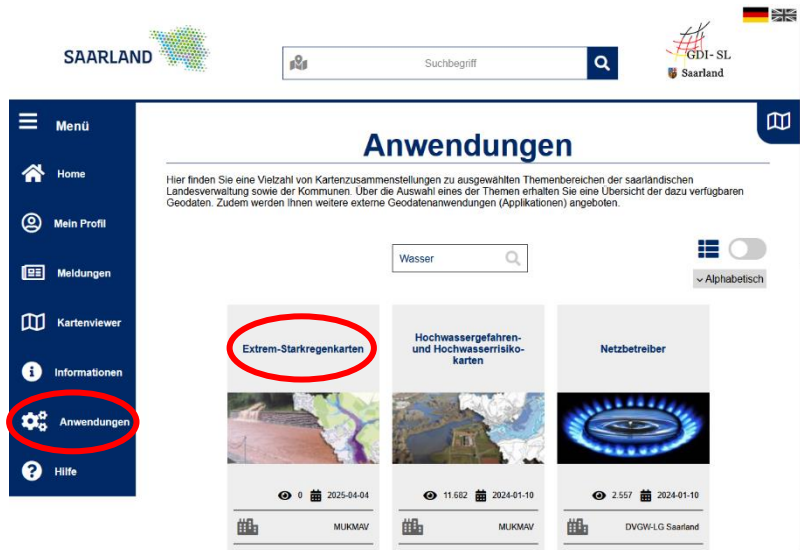 SAARLAND
Suchbegriff
GDI-SL
Saarland
Menü
Home
Mein Profil
Meldungen
Kartenviewer
Informationen
Anwendungen
Hilfe
Anwendungen
Hier finden Sie eine Vielzahl von Kartenzusammenstellungen zu ausgewählten Themenbereichen der saarländischen
Landesverwaltung sowie der Kommunen. Über die Auswahl eines der Themen erhalten Sie eine Übersicht der dazu verfügbaren
Geodaten. Zudem werden Ihnen weitere externe Geodatenanwendungen (Applikationen) angeboten.
Wasser
Alphabetisch
Extrem-Starkregenkarten
0 2025-04-04
MUKMAV
Hochwassergefahren-
und Hochwasserrisiko-
karten
11.682 2024-01-10
MUKMAV
Netzbetreiber
2.557 2024-01-10
DVGW-LG Saarland